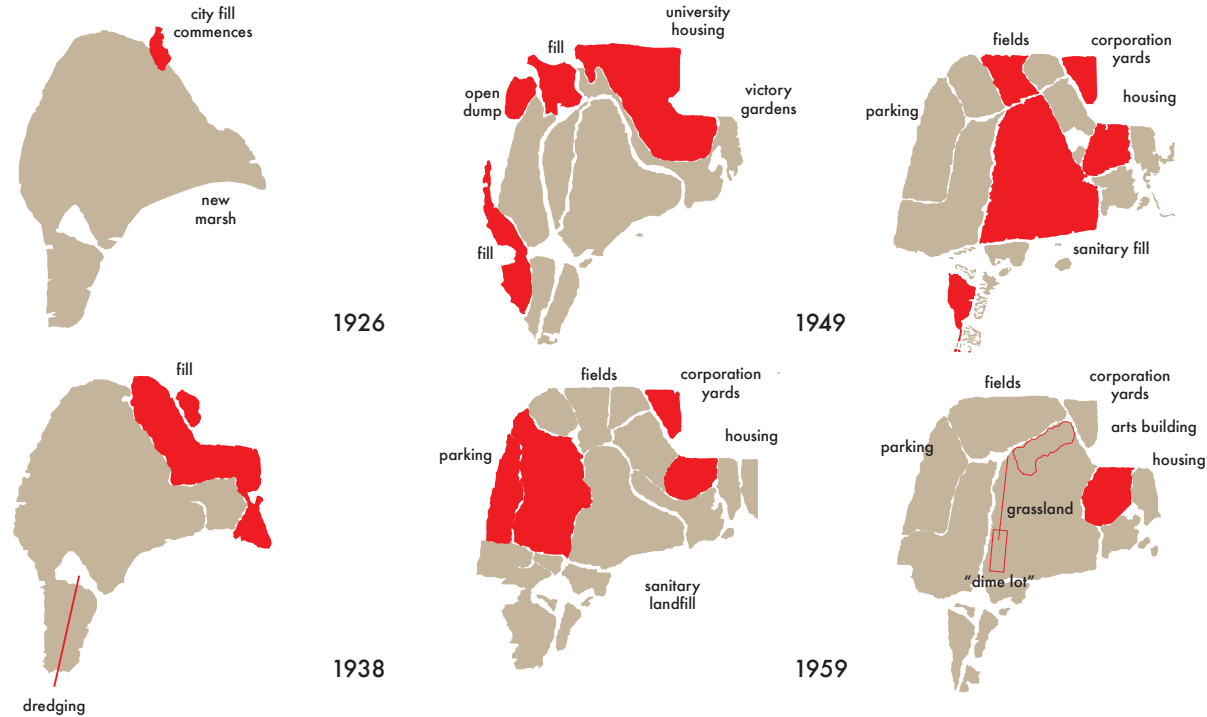 city fill
commences
new
marsh
1926
university
housing
fill
open
dump
victory
gardens
fill
1949
fields
corporation
yards
parking
housing
sanitary fill
fill
dredging
1938
fields
corporation
yards
parking
housing
sanitary
landfill
1959
fields
corporation
yards
arts building
parking
housing
grassland
"dime lot"